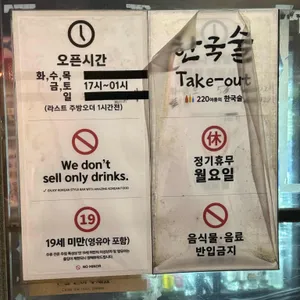 오픈시간
화,수,목
금,토 17시~01시
일
(라스트 주방오더 1시간전)
We don't
sell only drinks.
19
19세 미만(영유아 포함)
NO MINOR
한국술
Take-out
220여종의 한국술
休
정기휴무
월요일
음식물·음료
반입금지